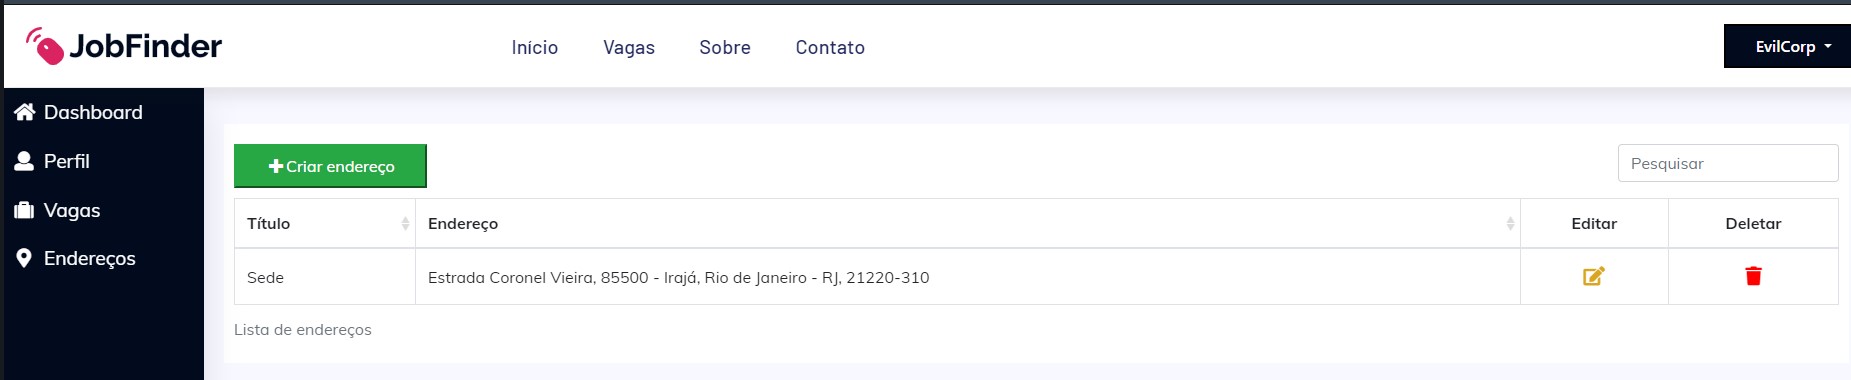 JobFinder
Início Vagas Sobre Contato
EvilCorp
Dashboard
Perfil
Vagas
Endereços
Criar endereço
Pesquisar
Título Endereço Editar Deletar
Sede Estrada Coronel Vieira, 85500 - Irajá, Rio de Janeiro - RJ, 21220-310
Lista de endereços